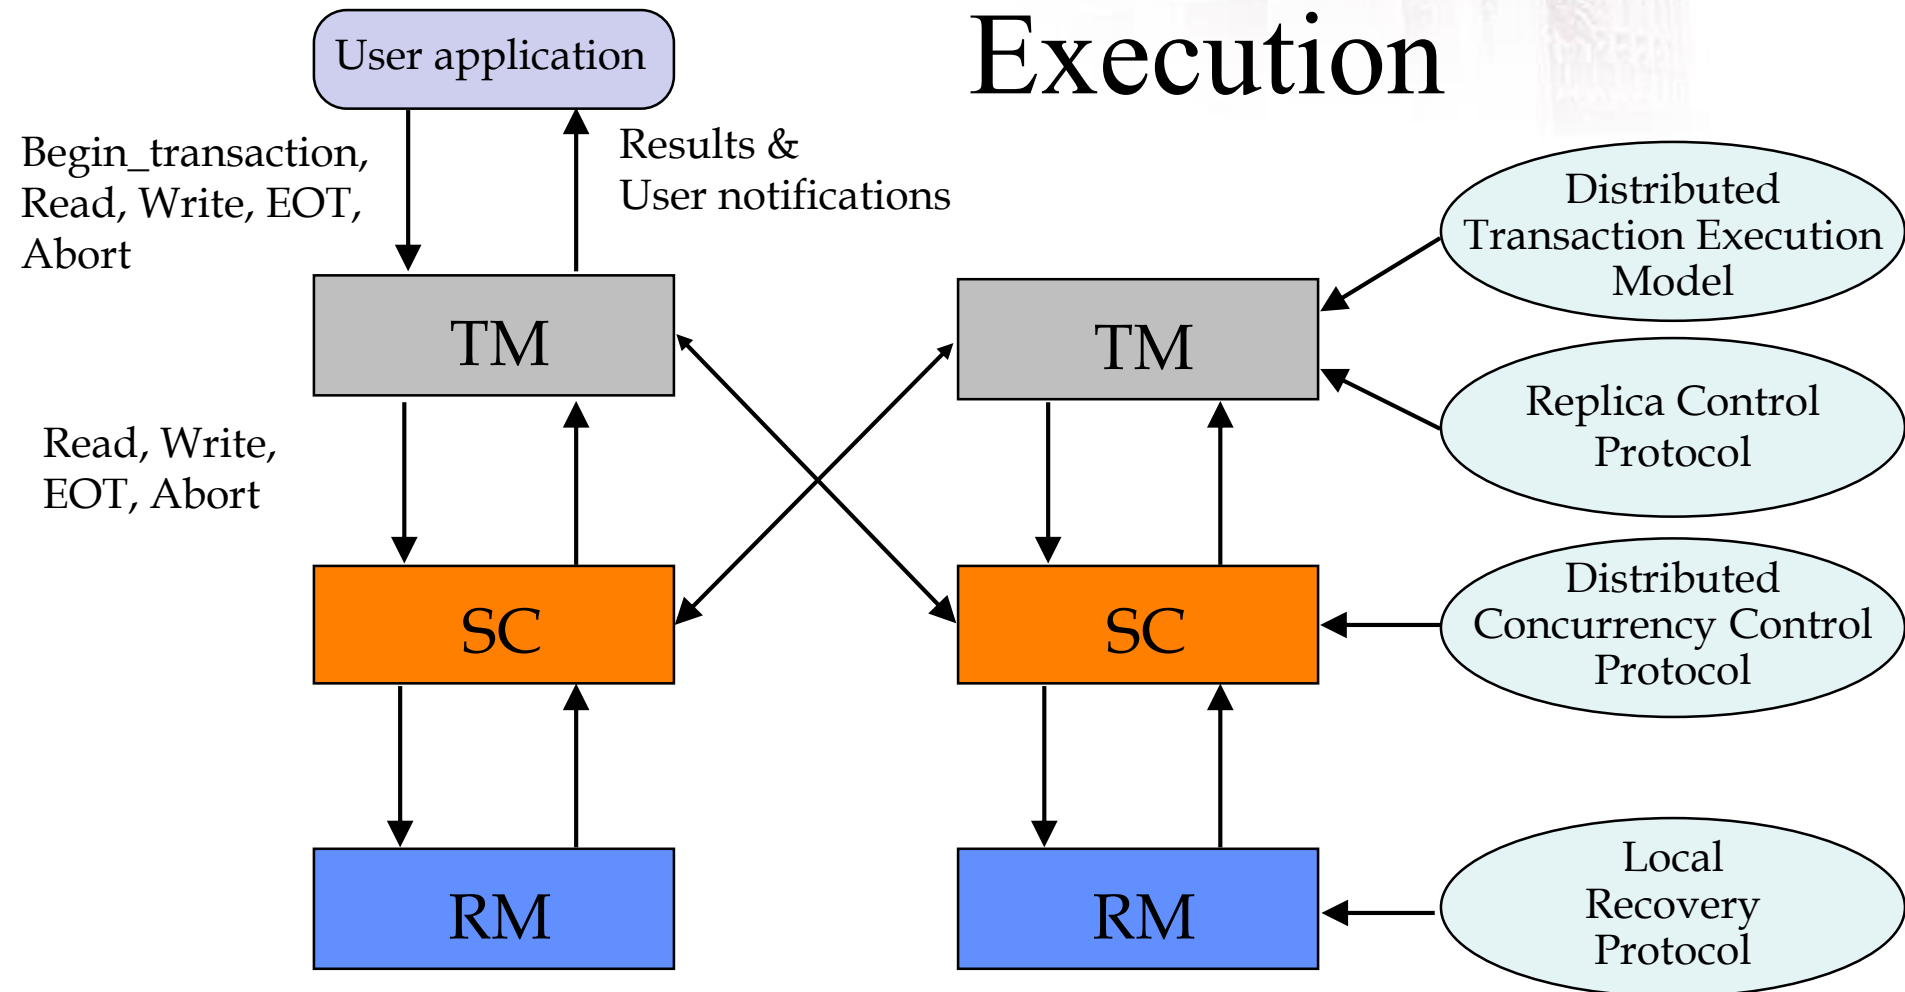 Execution
User application
Begin_transaction,
Read, Write, EOT,
Abort
Results &
User notifications
Distributed
Transaction Execution
Model
TM
TM
Replica Control
Protocol
Read, Write,
EOT, Abort
SC
SC
Distributed
Concurrency Control
Protocol
RM
RM
Local
Recovery
Protocol